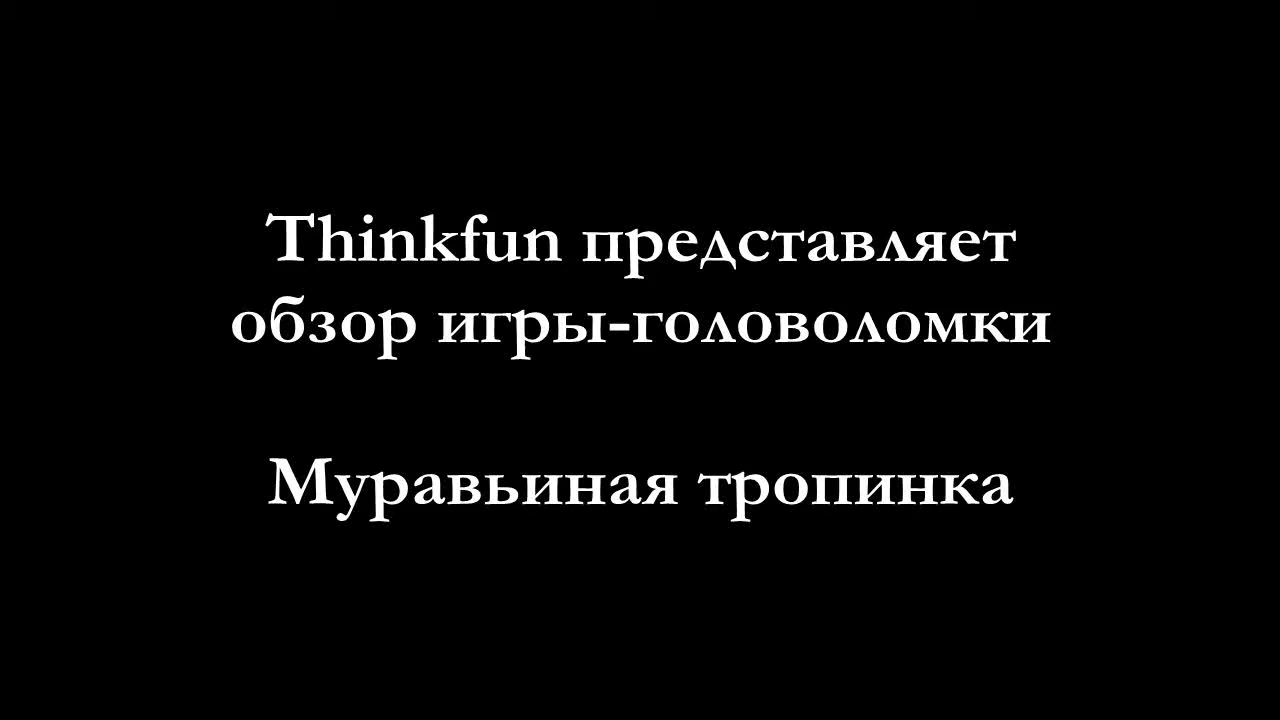 Thinkfun представляет
обзор игры-головоломки
Муравьиная тропинка